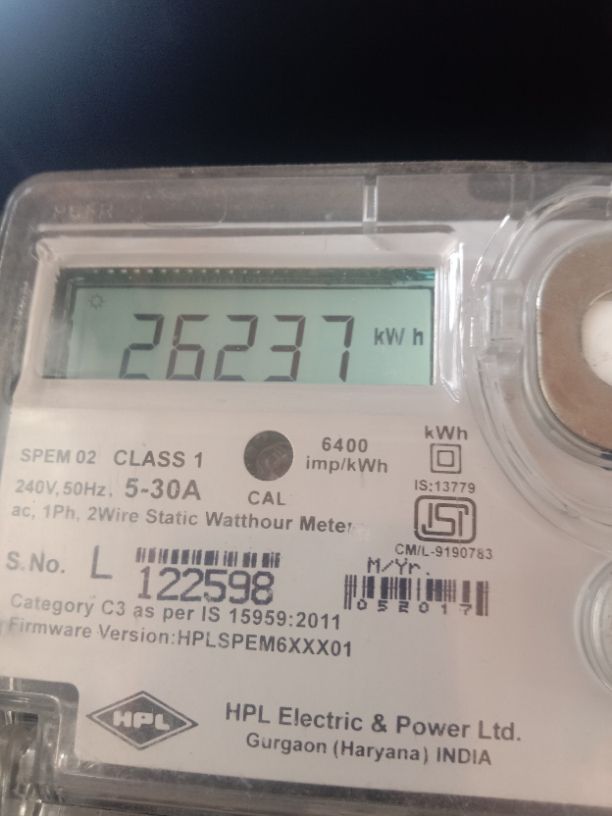 26237 kW h
SPEM 02 CLASS 1
240V, 50Hz, 5-30A
CAL
6400
imp/kWh
kWh
IS:13779
ac, 1Ph, 2Wire Static Watthour Meter
ISI
CM/L-9190783
S.No. L 122598
M/Yr.
052017
Category C3 as per IS 15959:2011
Firmware Version:HPLSPEM6XXX01
HPL
HPL Electric & Power Ltd.
Gurgaon (Haryana) INDIA